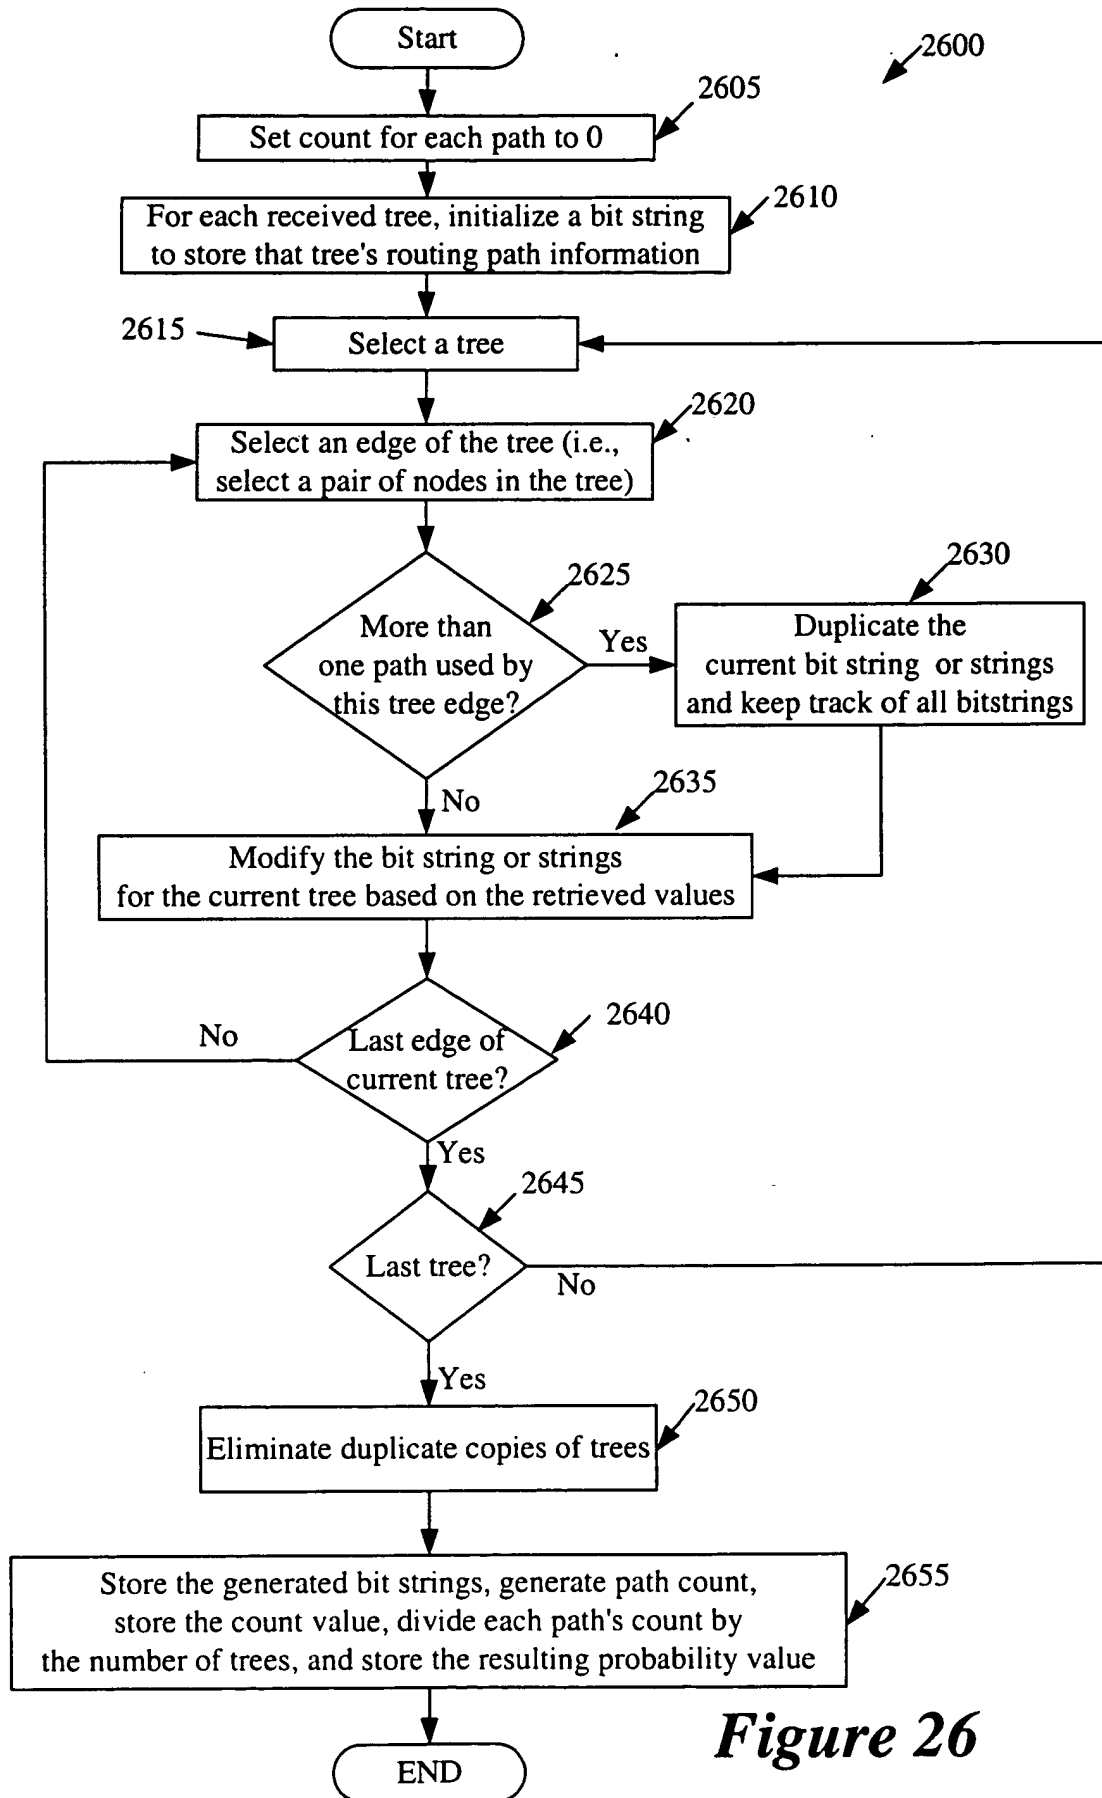 Start
2600
2605
Set count for each path to 0
2610
For each received tree, initialize a bit string
to store that tree's routing path information
2615
Select a tree
2620
Select an edge of the tree (i.e.,
select a pair of nodes in the tree)
2625
More than
one path used by
this tree edge?
Yes
2630
Duplicate the
current bit string or strings
and keep track of all bitstrings
No
2635
Modify the bit string or strings
for the current tree based on the retrieved values
2640
Last edge of
current tree?
No
Yes
2645
Last tree?
No
Yes
2650
Eliminate duplicate copies of trees
2655
Store the generated bit strings, generate path count,
store the count value, divide each path's count by
the number of trees, and store the resulting probability value
END
Figure 26